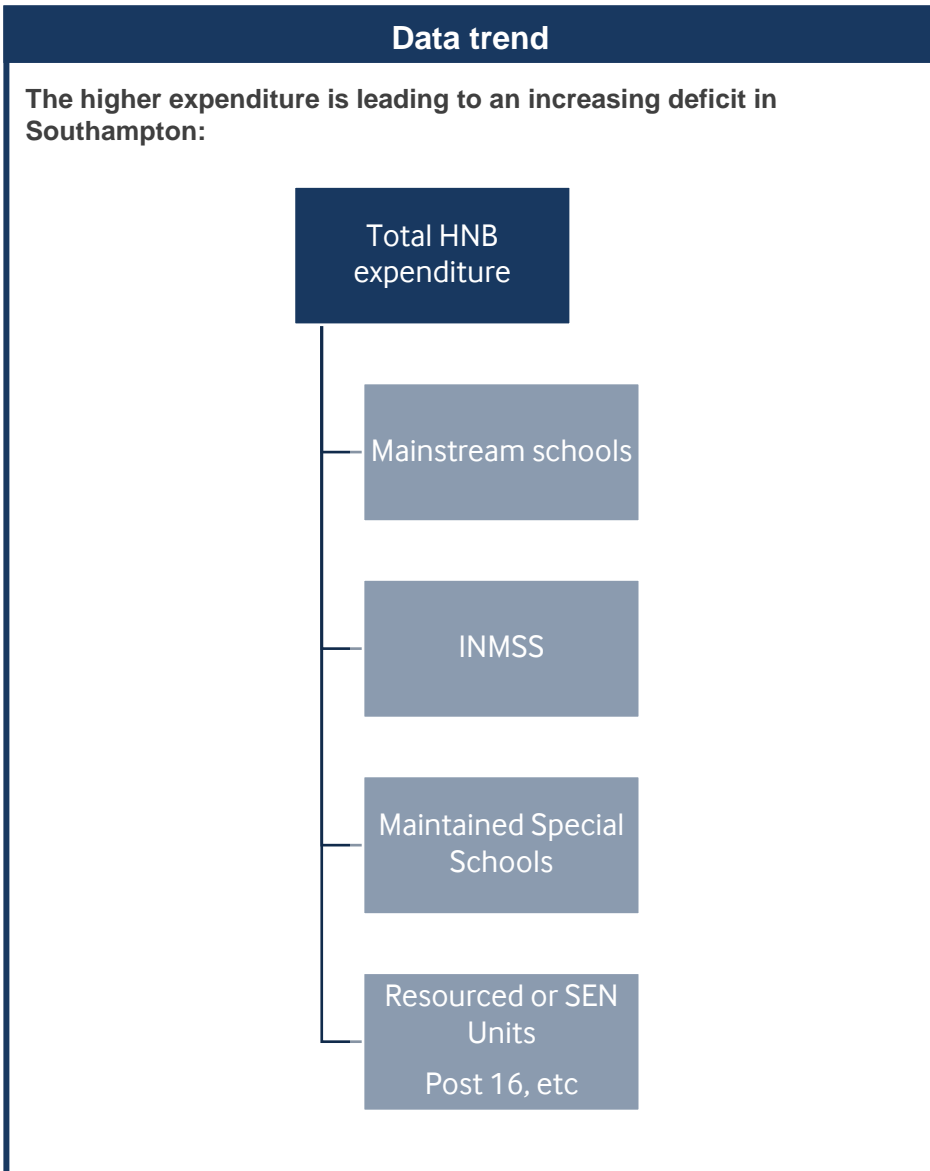 Data trend
The higher expenditure is leading to an increasing deficit in
Southampton:
Total HNB
expenditure
Mainstream schools
INMSS
Maintained Special
Schools
Resourced or SEN
Units
Post 16, etc